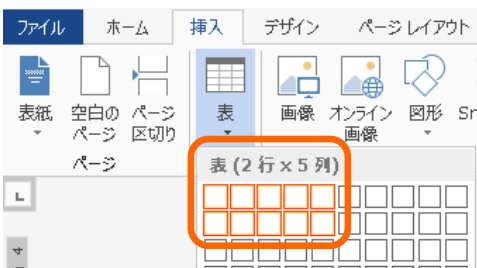 ファイル ホーム 挿入 デザイン ページ レイアウト
表紙 空白の ページ 表 画像 オンライン 図形 Sr
ページ 区切り 画像
ページ
表 (2 行 x 5 列)
L
4